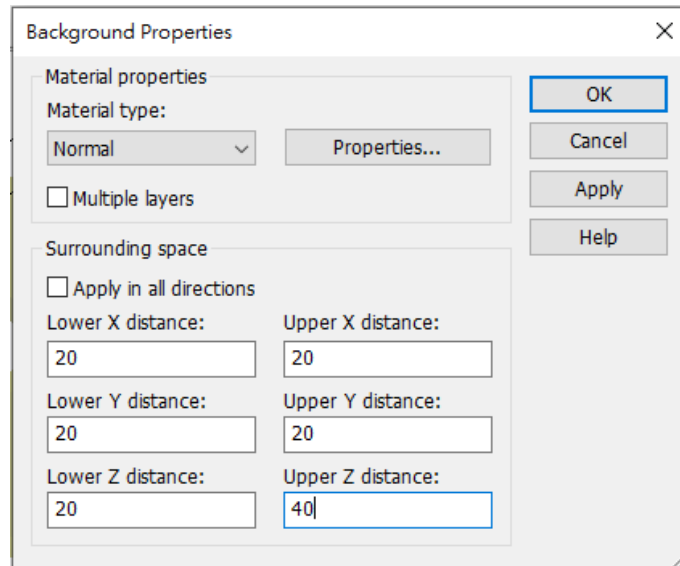 Background Properties
Material properties
Material type:
Normal
Properties...
Multiple layers
OK
Cancel
Apply
Help
Surrounding space
Apply in all directions
Lower X distance:
Upper X distance:
20
20
Lower Y distance:
Upper Y distance:
20
20
Lower Z distance:
Upper Z distance:
20
40